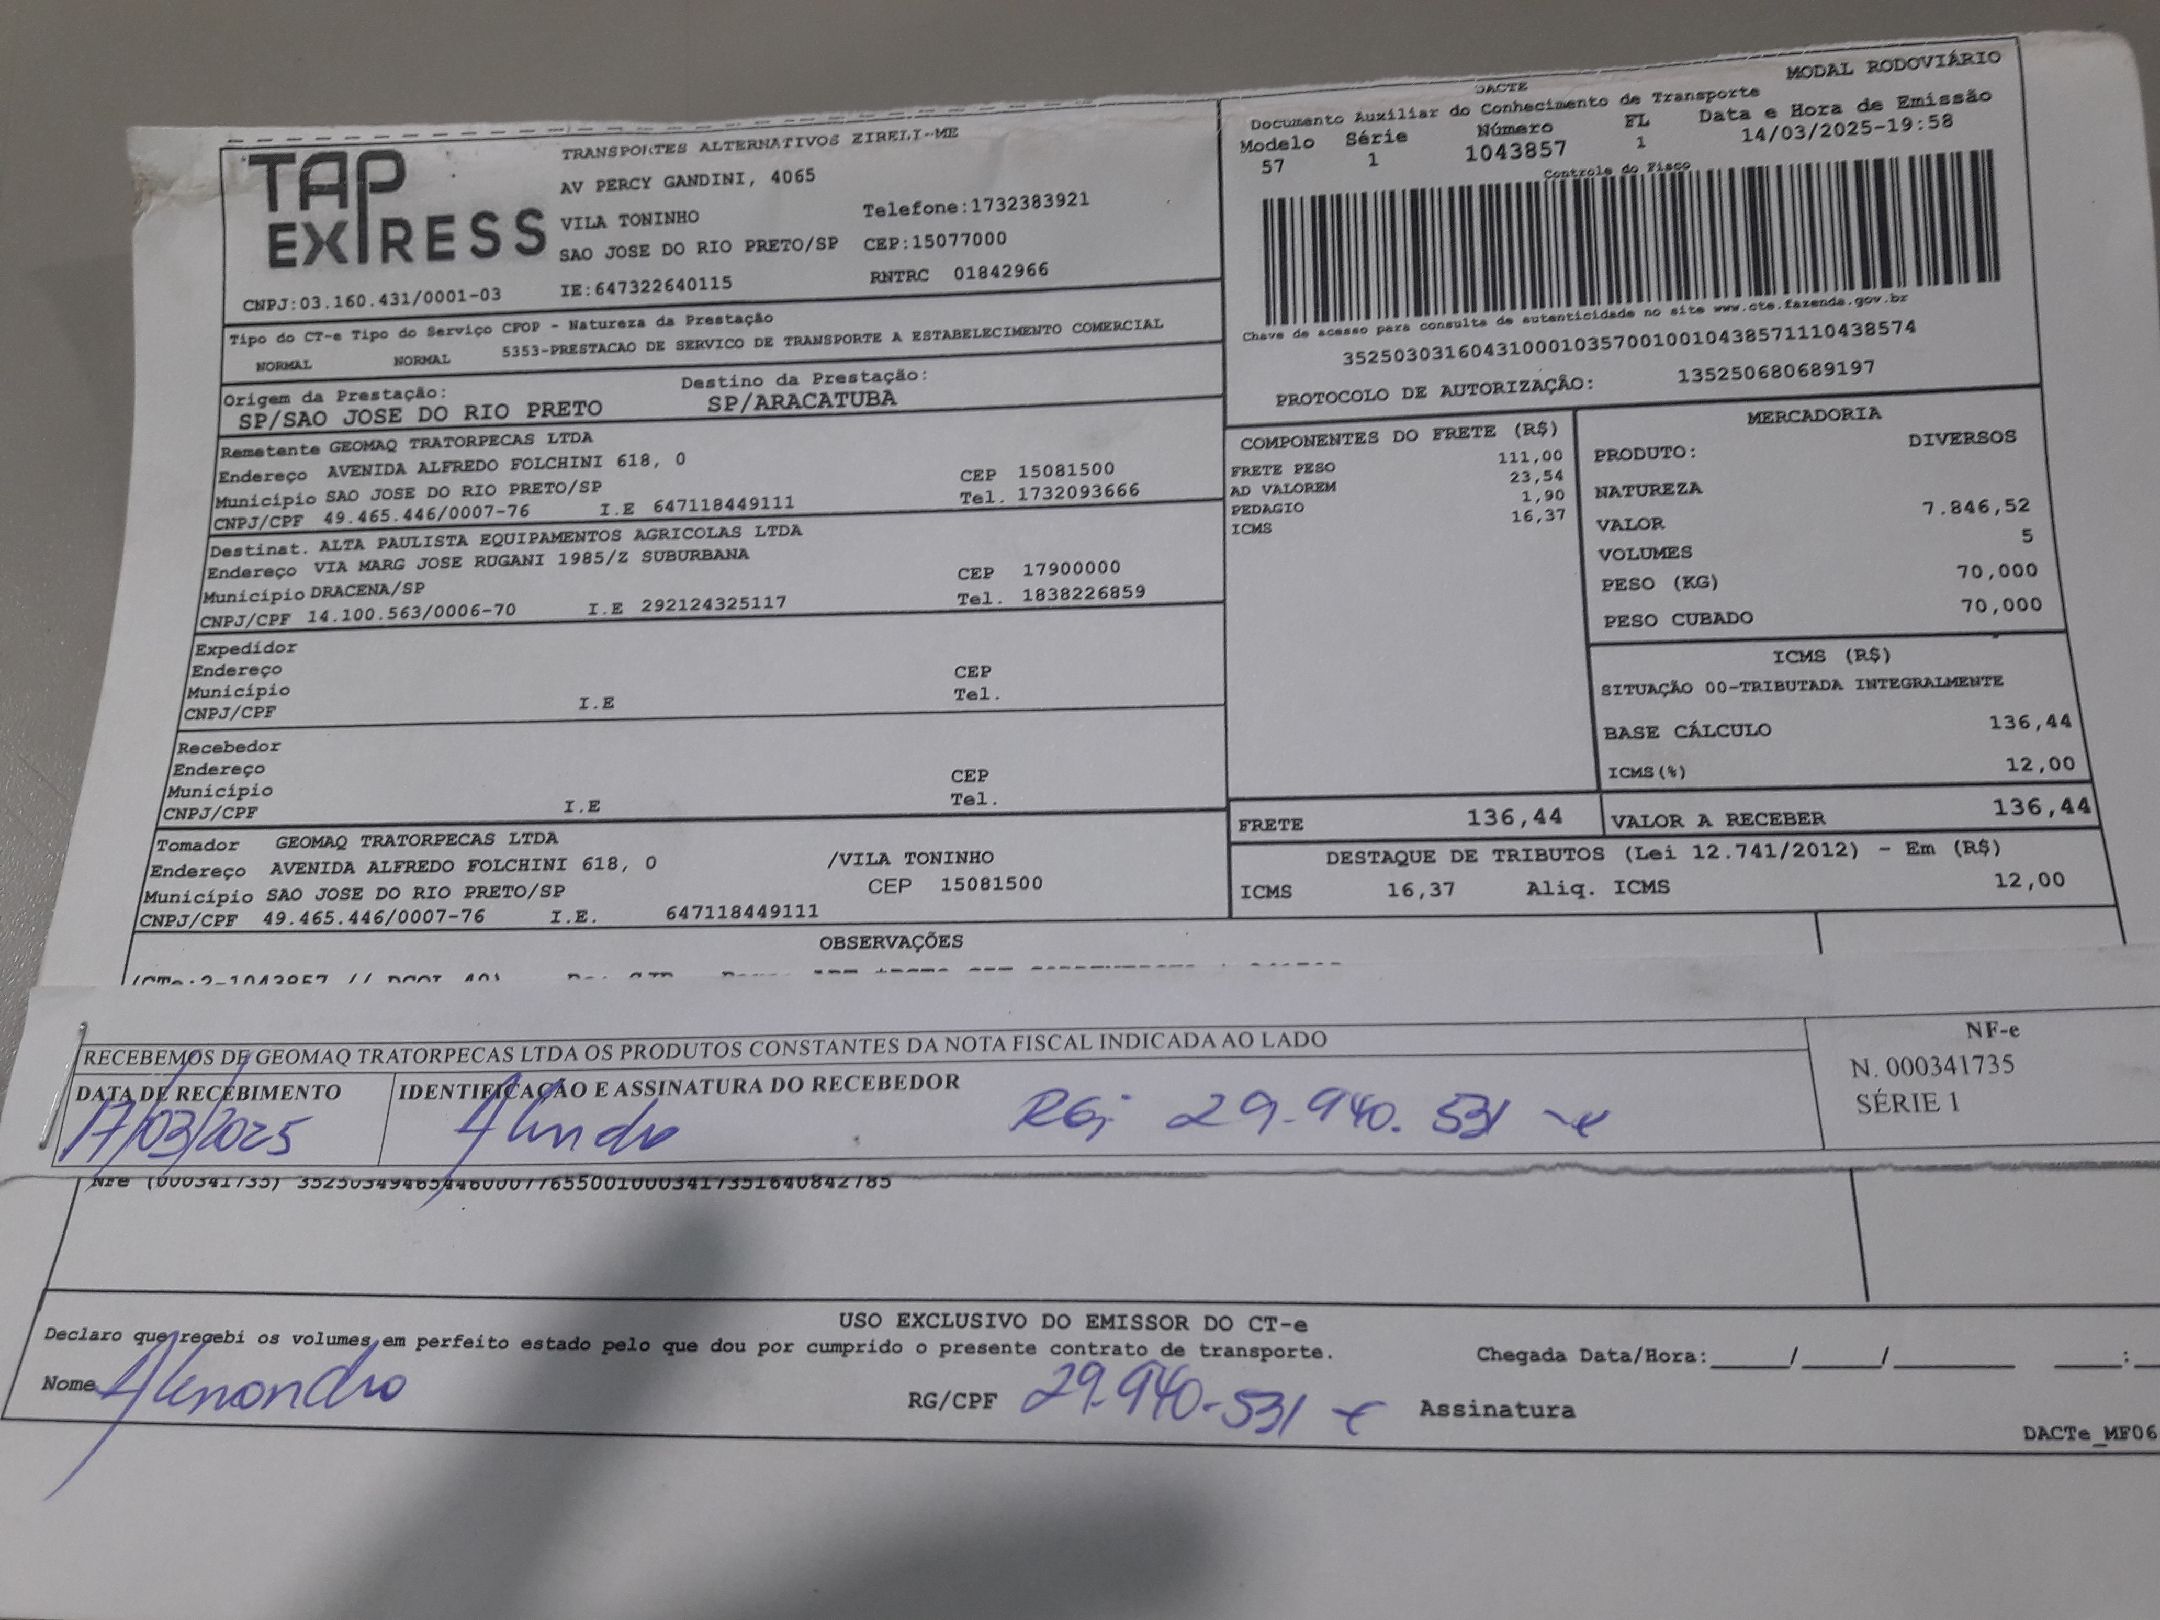 TAP EXPRESS
TRANSPORTES ALTERNATIVOS ZIRELI-ME
AV PERCY GANDINI, 4065
VILA TONINHO Telefone:1732383921
SAO JOSE DO RIO PRETO/SP CEP:15077000
CNPJ:03.160.431/0001-03 IE:647322640115 RNTRC 01842966
DACTE MODAL RODOVIÁRIO
Documento Auxiliar do Conhecimento de Transporte
Modelo Série Número FL Data e Hora de Emissão
57 1 1043857 1 14/03/2025-19:58
Controle do Fisco
Chave de acesso para consulta de autenticidade no site www.cte.fazenda.gov.br
35250303160431000103570010010438571110438574
PROTOCOLO DE AUTORIZAÇÃO: 135250680689197
Tipo do CT-e Tipo do Serviço CFOP - Natureza da Prestação
NORMAL NORMAL 5353-PRESTACAO DE SERVICO DE TRANSPORTE A ESTABELECIMENTO COMERCIAL
Origem da Prestação: Destino da Prestação:
SP/SAO JOSE DO RIO PRETO SP/ARACATUBA
Remetente GEOMAQ TRATORPECAS LTDA
Endereço AVENIDA ALFREDO FOLCHINI 618, 0 CEP 15081500
Município SAO JOSE DO RIO PRETO/SP Tel. 1732093666
CNPJ/CPF 49.465.446/0007-76 I.E 647118449111
Destinat. ALTA PAULISTA EQUIPAMENTOS AGRICOLAS LTDA
Endereço VIA MARG JOSE RUGANI 1985/Z SUBURBANA CEP 17900000
Município DRACENA/SP Tel. 1838226859
CNPJ/CPF 14.100.563/0006-70 I.E 292124325117
Expedidor
Endereço CEP
Município Tel.
CNPJ/CPF I.E
Recebedor
Endereço CEP
Município Tel.
CNPJ/CPF I.E
Tomador GEOMAQ TRATORPECAS LTDA
Endereço AVENIDA ALFREDO FOLCHINI 618, 0 /VILA TONINHO
Município SAO JOSE DO RIO PRETO/SP CEP 15081500
CNPJ/CPF 49.465.446/0007-76 I.E. 647118449111
COMPONENTES DO FRETE (R$)
FRETE PESO 111,00
AD VALOREM 23,54
PEDAGIO 1,90
ICMS 16,37
MERCADORIA
PRODUTO: DIVERSOS
NATUREZA
VALOR 7.846,52
VOLUMES 5
PESO (KG) 70,000
PESO CUBADO 70,000
ICMS (R$)
SITUAÇÃO 00-TRIBUTADA INTEGRALMENTE
BASE CÁLCULO 136,44
ICMS(%) 12,00
FRETE 136,44 VALOR A RECEBER 136,44
DESTAQUE DE TRIBUTOS (Lei 12.741/2012) - Em (R$)
ICMS 16,37 Aliq. ICMS 12,00
OBSERVAÇÕES
RECEBEMOS DE GEOMAQ TRATORPECAS LTDA OS PRODUTOS CONSTANTES DA NOTA FISCAL INDICADA AO LADO
DATA DE RECEBIMENTO IDENTIFICAÇÃO E ASSINATURA DO RECEBEDOR
17/03/2025 RG: 29.940.531-x
NF-e
N. 000341735
SÉRIE 1
NFe (000341735) 35250349465446000776550010003417351640842785
USO EXCLUSIVO DO EMISSOR DO CT-e
Declaro que recebi os volumes em perfeito estado pelo que dou por cumprido o presente contrato de transporte. Chegada Data/Hora:____/____/______ ___:_
Nome Alexandro RG/CPF 29.940-531-x Assinatura
DACTe_MF06